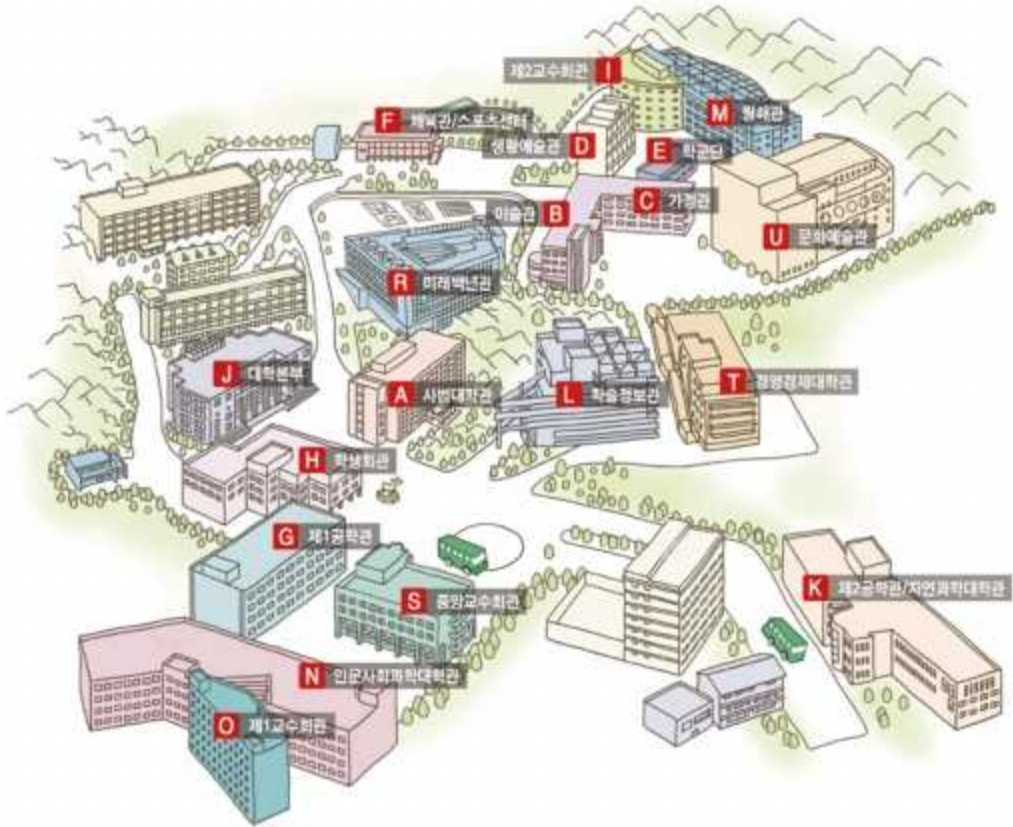 I 제2교수회관
M 월해관
F 체육관/스포츠센터
D 생활예술관
E 학군단
C 가정관
B 미술관
U 문화예술관
R 미래백년관
J 대학본부
A 사범대학관
L 학술정보관
T 경영경제대학관
H 학생회관
G 제1공학관
S 중앙교수회관
K 제2공학관/자연과학대학관
N 인문사회과학대학관
O 제1교수회관